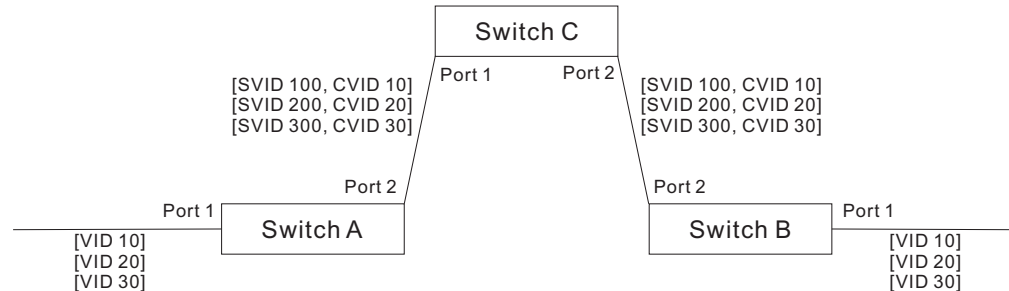 Switch C
Port 1
Port 2
[SVID 100, CVID 10]
[SVID 200, CVID 20]
[SVID 300, CVID 30]
[SVID 100, CVID 10]
[SVID 200, CVID 20]
[SVID 300, CVID 30]
Port 2
Port 2
Port 1
Switch A
Switch B
Port 1
[VID 10]
[VID 20]
[VID 30]
[VID 10]
[VID 20]
[VID 30]